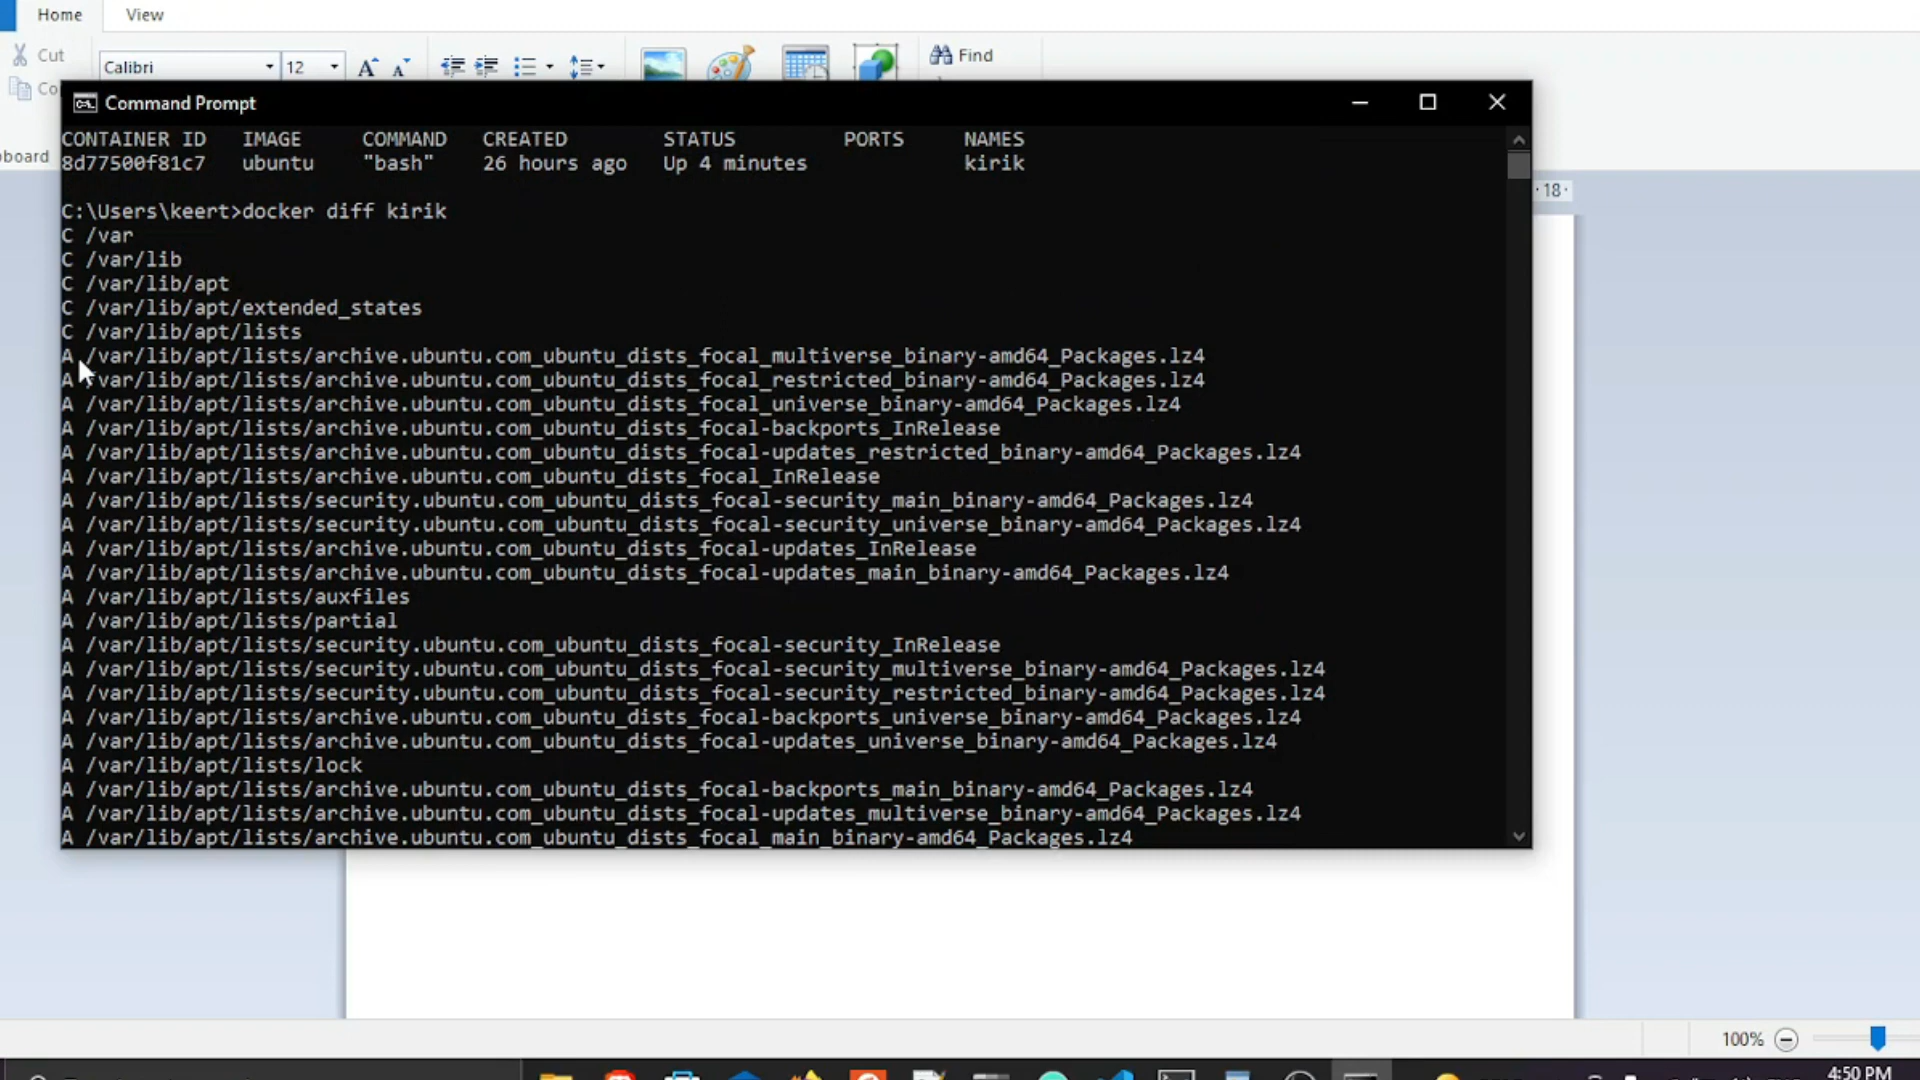 Home View
Cut
Calibri 12 Find
Co
Command Prompt
CONTAINER ID IMAGE COMMAND CREATED STATUS PORTS NAMES
8d77500f81c7 ubuntu "bash" 26 hours ago Up 4 minutes kirik
board
18
C:\Users\keert>docker diff kirik
C /var
C /var/lib
C /var/lib/apt
C /var/lib/apt/extended_states
C /var/lib/apt/lists
A /var/lib/apt/lists/archive.ubuntu.com_ubuntu_dists_focal_multiverse_binary-amd64_Packages.lz4
A /var/lib/apt/lists/archive.ubuntu.com_ubuntu_dists_focal_restricted_binary-amd64_Packages.lz4
A /var/lib/apt/lists/archive.ubuntu.com_ubuntu_dists_focal_universe_binary-amd64_Packages.lz4
A /var/lib/apt/lists/archive.ubuntu.com_ubuntu_dists_focal-backports_InRelease
A /var/lib/apt/lists/archive.ubuntu.com_ubuntu_dists_focal-updates_restricted_binary-amd64_Packages.lz4
A /var/lib/apt/lists/archive.ubuntu.com_ubuntu_dists_focal_InRelease
A /var/lib/apt/lists/security.ubuntu.com_ubuntu_dists_focal-security_main_binary-amd64_Packages.lz4
A /var/lib/apt/lists/security.ubuntu.com_ubuntu_dists_focal-security_universe_binary-amd64_Packages.lz4
A /var/lib/apt/lists/archive.ubuntu.com_ubuntu_dists_focal-updates_InRelease
A /var/lib/apt/lists/archive.ubuntu.com_ubuntu_dists_focal-updates_main_binary-amd64_Packages.lz4
A /var/lib/apt/lists/auxfiles
A /var/lib/apt/lists/partial
A /var/lib/apt/lists/security.ubuntu.com_ubuntu_dists_focal-security_InRelease
A /var/lib/apt/lists/security.ubuntu.com_ubuntu_dists_focal-security_multiverse_binary-amd64_Packages.lz4
A /var/lib/apt/lists/security.ubuntu.com_ubuntu_dists_focal-security_restricted_binary-amd64_Packages.lz4
A /var/lib/apt/lists/archive.ubuntu.com_ubuntu_dists_focal-backports_universe_binary-amd64_Packages.lz4
A /var/lib/apt/lists/archive.ubuntu.com_ubuntu_dists_focal-updates_universe_binary-amd64_Packages.lz4
A /var/lib/apt/lists/lock
A /var/lib/apt/lists/archive.ubuntu.com_ubuntu_dists_focal-backports_main_binary-amd64_Packages.lz4
A /var/lib/apt/lists/archive.ubuntu.com_ubuntu_dists_focal-updates_multiverse_binary-amd64_Packages.lz4
A /var/lib/apt/lists/archive.ubuntu.com_ubuntu_dists_focal_main_binary-amd64_Packages.lz4
100%
4:50 PM